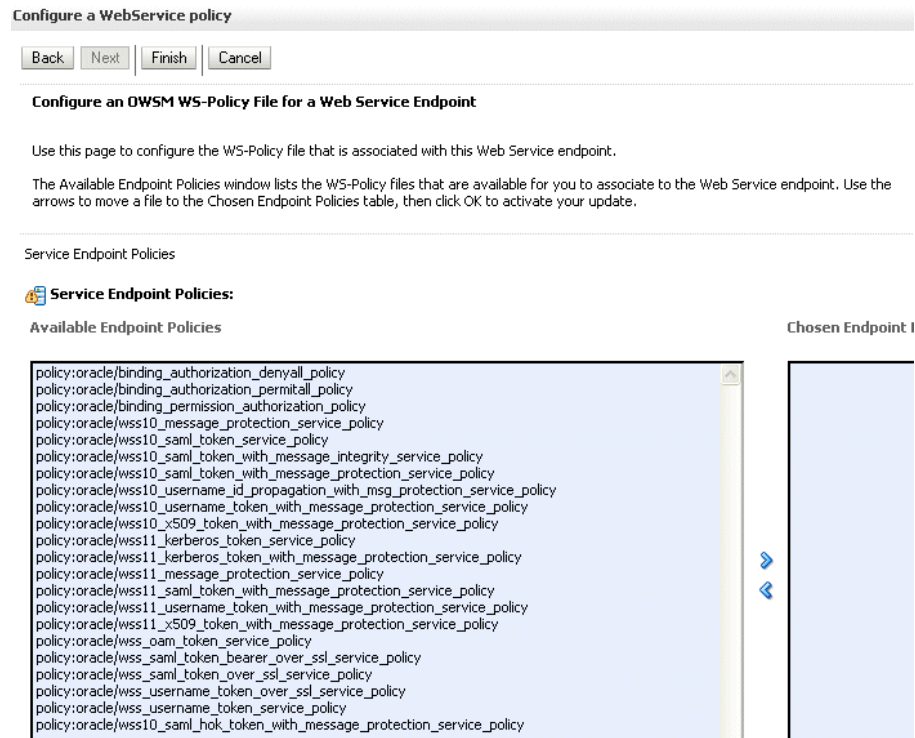 Configure a WebService policy
Back Next Finish Cancel
Configure an OWSM WS-Policy File for a Web Service Endpoint
Use this page to configure the WS-Policy file that is associated with this Web Service endpoint.
The Available Endpoint Policies window lists the WS-Policy files that are available for you to associate to the Web Service endpoint. Use the
arrows to move a file to the Chosen Endpoint Policies table, then click OK to activate your update.
Service Endpoint Policies
Service Endpoint Policies:
Available Endpoint Policies
Chosen Endpoint
policy:oracle/binding_authorization_denyall_policy
policy:oracle/binding_authorization_permitall_policy
policy:oracle/binding_permission_authorization_policy
policy:oracle/wss10_message_protection_service_policy
policy:oracle/wss10_saml_token_service_policy
policy:oracle/wss10_saml_token_with_message_integrity_service_policy
policy:oracle/wss10_saml_token_with_message_protection_service_policy
policy:oracle/wss10_username_id_propagation_with_msg_protection_service_policy
policy:oracle/wss10_username_token_with_message_protection_service_policy
policy:oracle/wss10_x509_token_with_message_protection_service_policy
policy:oracle/wss11_kerberos_token_service_policy
policy:oracle/wss11_kerberos_token_with_message_protection_service_policy
policy:oracle/wss11_message_protection_service_policy
policy:oracle/wss11_saml_token_with_message_protection_service_policy
policy:oracle/wss11_username_token_with_message_protection_service_policy
policy:oracle/wss11_x509_token_with_message_protection_service_policy
policy:oracle/wss_oam_token_service_policy
policy:oracle/wss_saml_token_bearer_over_ssl_service_policy
policy:oracle/wss_saml_token_over_ssl_service_policy
policy:oracle/wss_username_token_over_ssl_service_policy
policy:oracle/wss_username_token_service_policy
policy:oracle/wss10_saml_hok_token_with_message_protection_service_policy